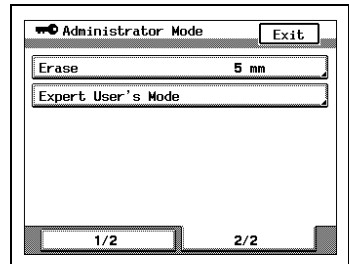 Administrator Mode Exit
Erase 5 mm
Expert User's Mode
1/2 2/2